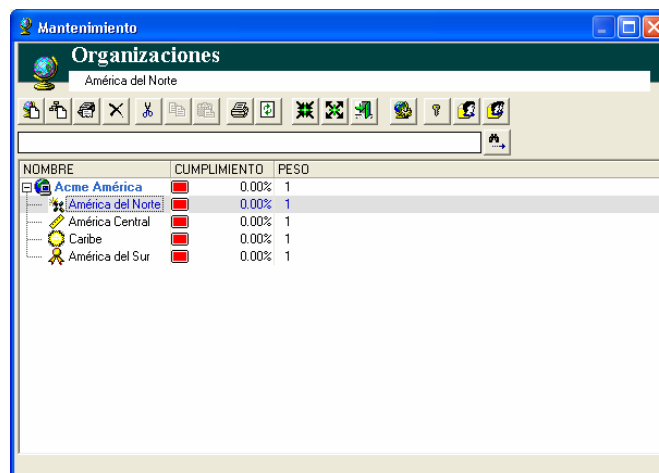 Mantenimiento
Organizaciones
América del Norte
NOMBRE CUMPLIMIENTO PESO
Acme América 0.00% 1
América del Norte 0.00% 1
América Central 0.00% 1
Caribe 0.00% 1
América del Sur 0.00% 1